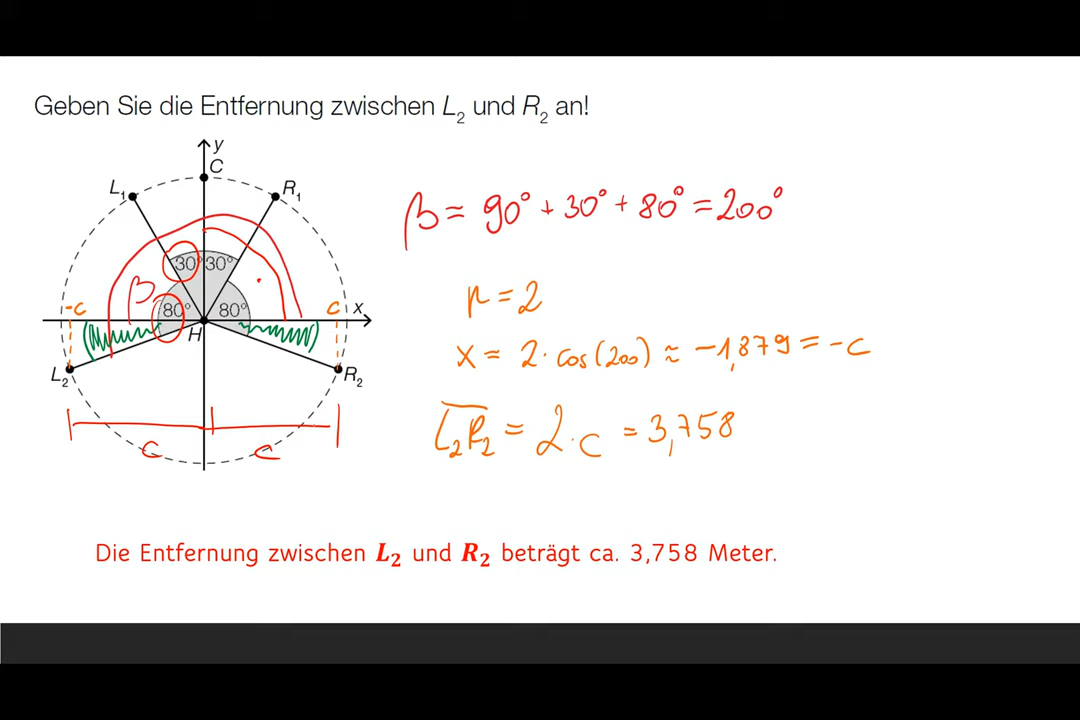 Geben Sie die Entfernung zwischen L₂ und R₂ an!
y
C
L₁
R₁
30° 30°
β
80° 80°
-c
c
x
H
L₂
R₂
c
c
β = 90° + 30° + 80° = 200°
r = 2
x = 2 · cos(200) ≈ -1,879 = -c
L₂R₂ = 2 · c = 3,758
Die Entfernung zwischen L₂ und R₂ beträgt ca. 3,758 Meter.